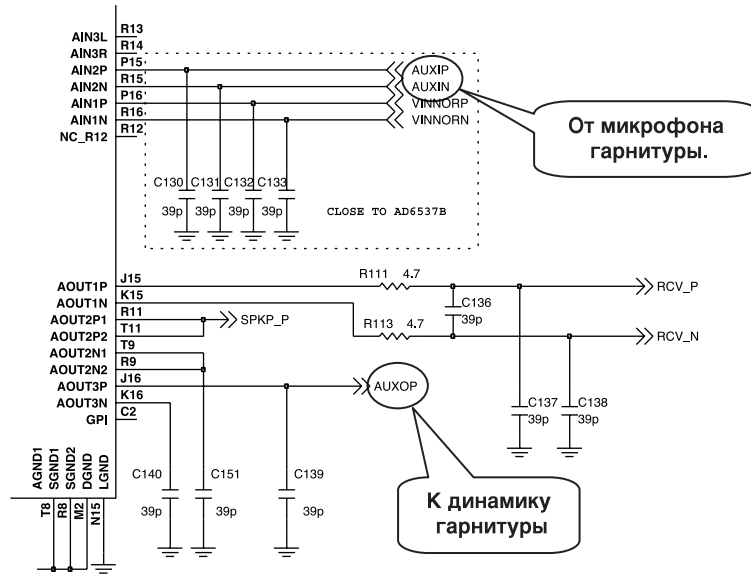 AIN3L R13
AIN3R R14
AIN2P P15 AUXIP
AIN2N R15 AUXIN
AIN1P P16 VINNORP
AIN1N R16 VINNORN
NC_R12 R12
От микрофона
гарнитуры.
C130 C131 C132 C133
39p 39p 39p 39p
CLOSE TO AD6537B
AOUT1P J15 R111 4.7 RCV_P
AOUT1N K15 C136
39p
AOUT2P1 R11 SPKP_P
AOUT2P2 T11 R113 4.7 RCV_N
AOUT2N1 T9
AOUT2N2 R9
AOUT3P J16 AUXOP
AOUT3N K16
GPI C2
C137 C138
39p 39p
AGND1
SGND1
SGND2
DGND
LGND
T8
R8
M2
N15
C140 C151 C139
39p 39p 39p
К динамику
гарнитуры